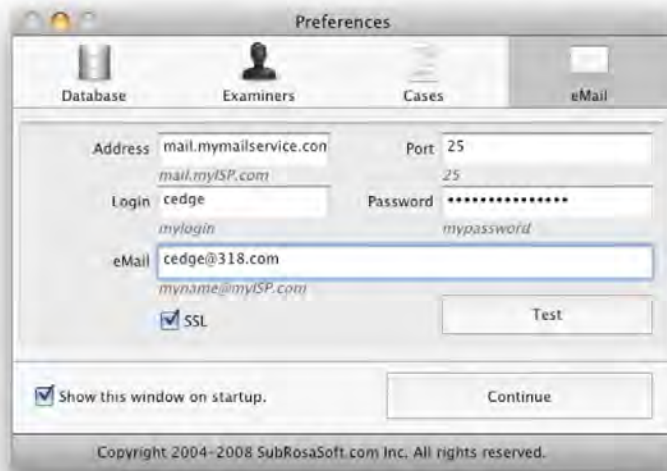 Preferences
Database Examiners Cases eMail
Address mail.mymailservice.con Port 25
mail.myISP.com 25
Login cedge Password •••••••••••••••
mylogin mypassword
eMail cedge@318.com
myname@myISP.com
SSL Test
Show this window on startup. Continue
Copyright 2004-2008 SubRosaSoft.com Inc. All rights reserved.